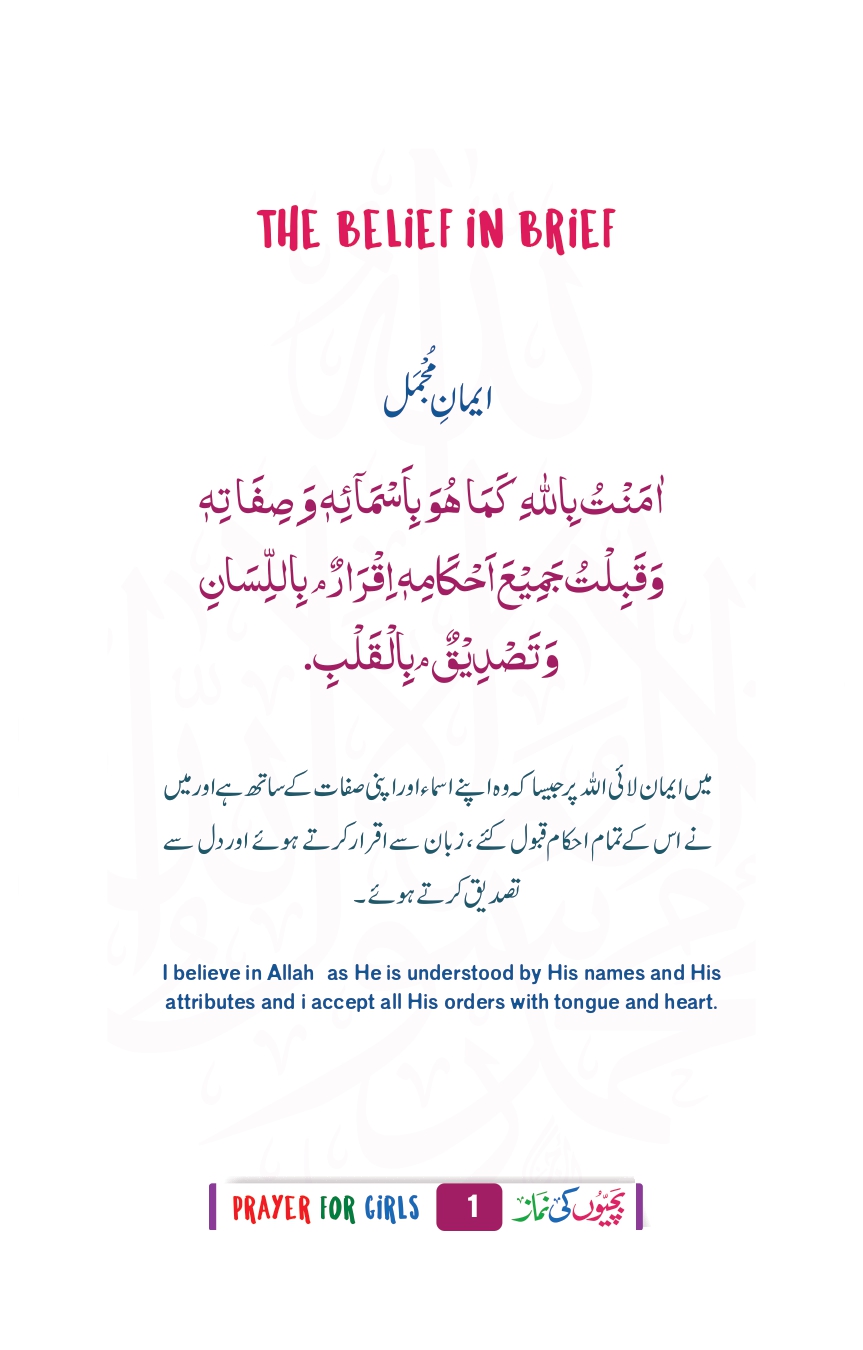 THE BELIEF IN BRIEF
ایمانِ مُجْمَل
اٰمَنْتُ بِاللّٰهِ كَمَا هُوَ بِاَسْمَآئِهٖ وَ صِفَاتِهٖ
وَقَبِلْتُ جَمِيْعَ اَحْكَامِهٖ اِقْرَارٌ ۢ بِاللِّسَانِ
وَ تَصْدِيْقٌ ۢ بِالْقَلْبِ.
میں ایمان لائی اللہ پر جیسا کہ وہ اپنے اسماء اور اپنی صفات کے ساتھ ہے اور میں
نے اس کے تمام احکام قبول کئے، زبان سے اقرار کرتے ہوئے اور دل سے
تصدیق کرتے ہوئے۔
I believe in Allah as He is understood by His names and His
attributes and i accept all His orders with tongue and heart.
PRAYER FOR GIRLS 1 بچیّوں کی نماز